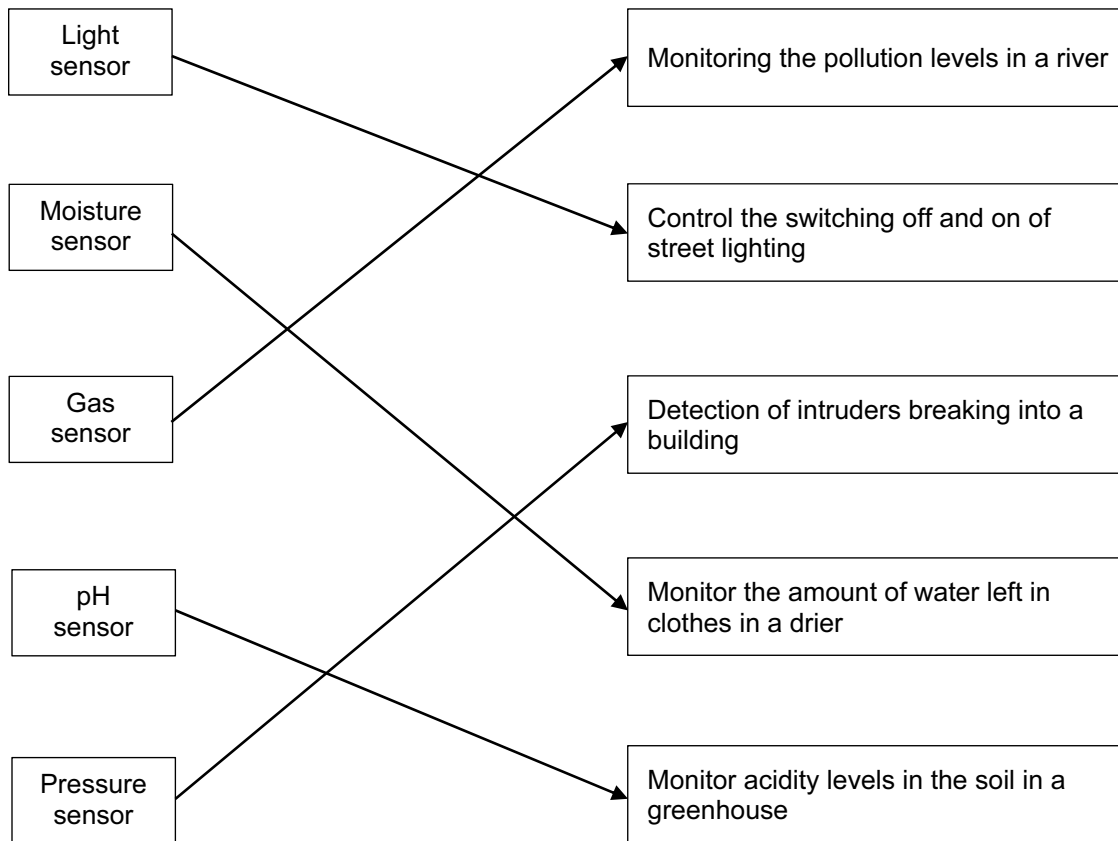 Light
sensor
Monitoring the pollution levels in a river
Moisture
sensor
Control the switching off and on of
street lighting
Gas
sensor
Detection of intruders breaking into a
building
pH
sensor
Monitor the amount of water left in
clothes in a drier
Pressure
sensor
Monitor acidity levels in the soil in a
greenhouse